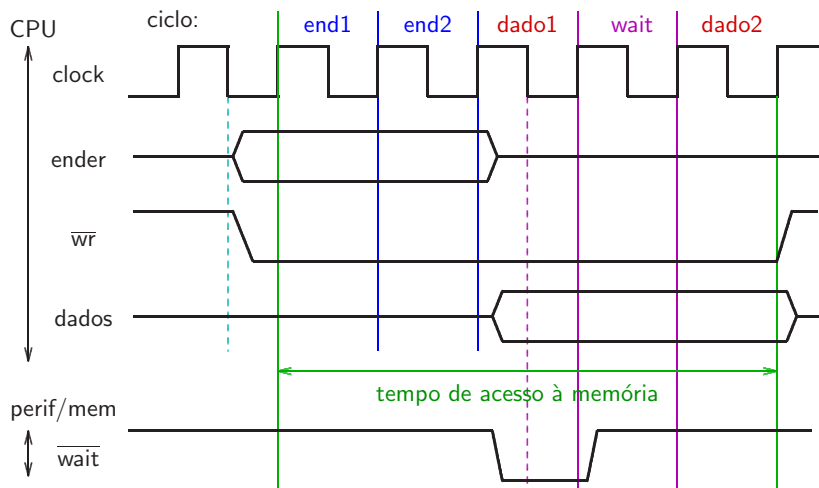 CPU
ciclo: end1 end2 dado1 wait dado2
clock
ender
wr
dados
tempo de acesso à memória
perif/mem
wait